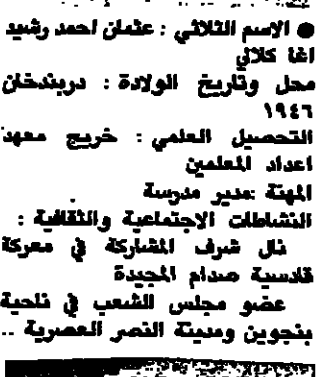 ● الاسم الثلاثي : عثمان احمد رشيد
اغا كلالي
محل وتاريخ الولادة : دربندخان
١٩٤٦
التحصيل العلمي : خريج معهد
اعداد المعلمين
المهنة :مدير مدرسة
النشاطات الاجتماعية والثقافية :
نال شرف المشاركة في معركة
قادسية صدام المجيدة
عضو مجلس الشعب في ناحية
بنجوين ومدينة النصر العصرية ..